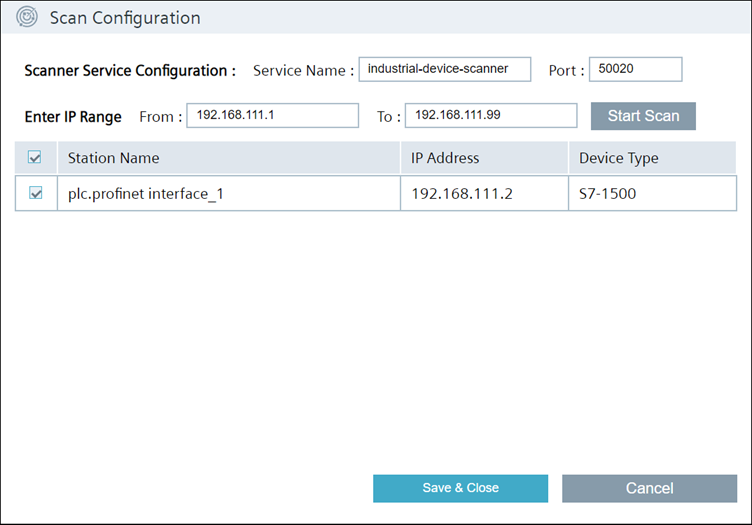 Scan Configuration
Scanner Service Configuration : Service Name : industrial-device-scanner Port : 50020
Enter IP Range From : 192.168.111.1 To : 192.168.111.99 Start Scan
Station Name IP Address Device Type
plc.profinet interface_1 192.168.111.2 S7-1500
Save & Close Cancel